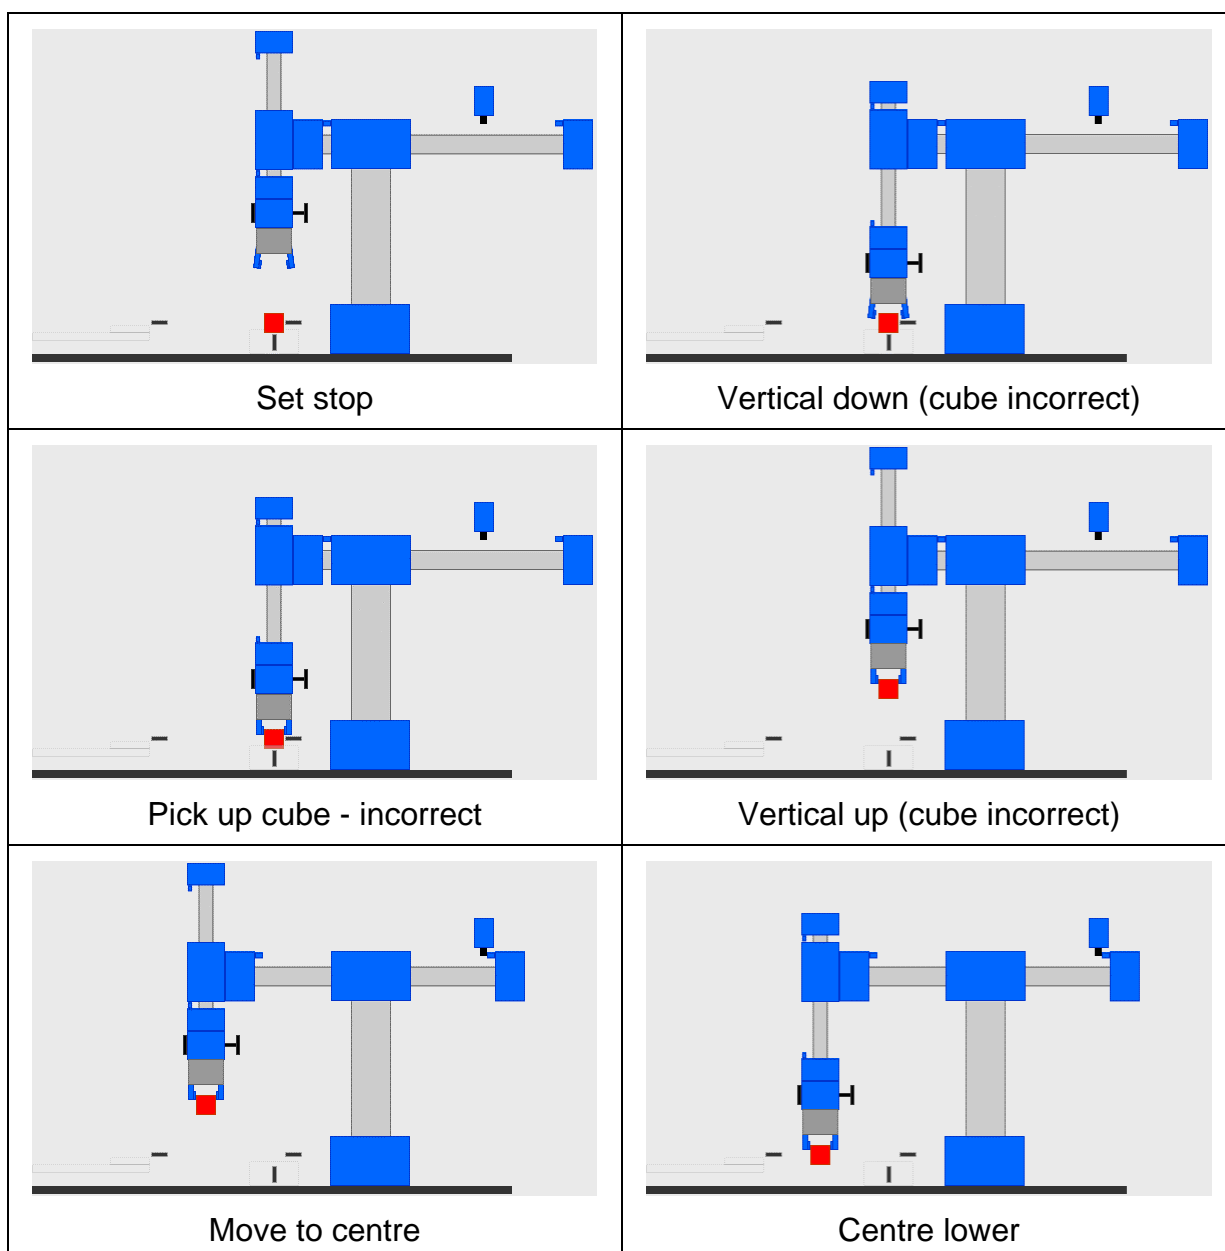 Set stop
Vertical down (cube incorrect)
Pick up cube - incorrect
Vertical up (cube incorrect)
Move to centre
Centre lower